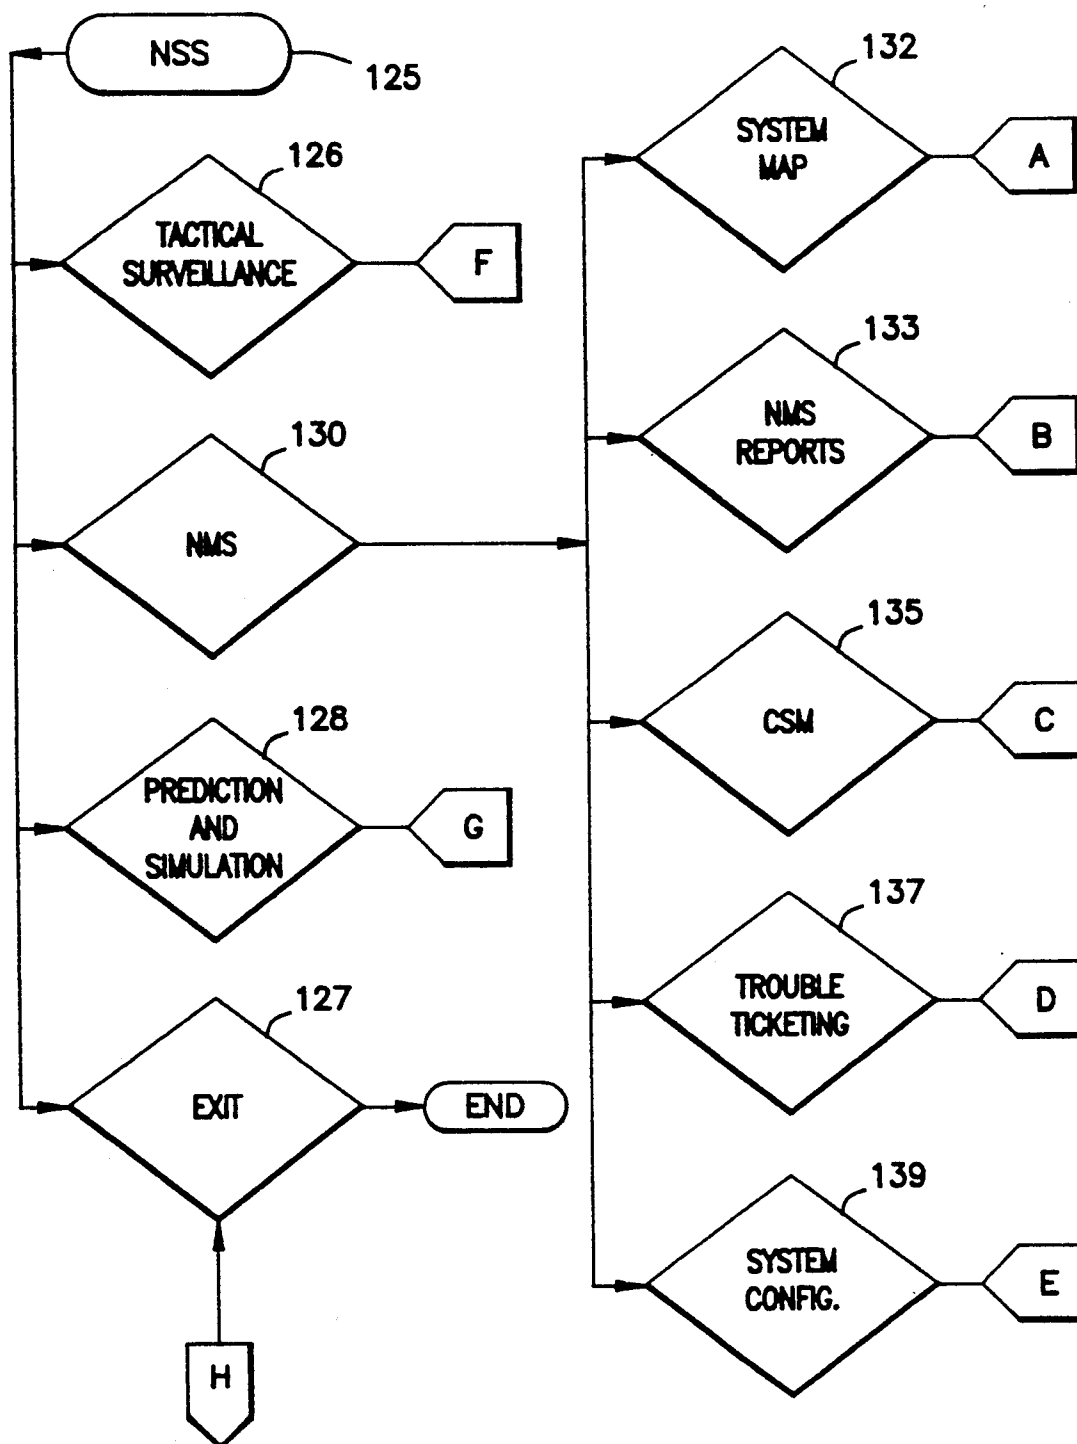 NSS
125
126
TACTICAL
SURVEILLANCE
F
130
NMS
128
PREDICTION
AND
SIMULATION
G
127
EXIT
END
H
132
SYSTEM
MAP
A
133
NMS
REPORTS
B
135
CSM
C
137
TROUBLE
TICKETING
D
139
SYSTEM
CONFIG.
E